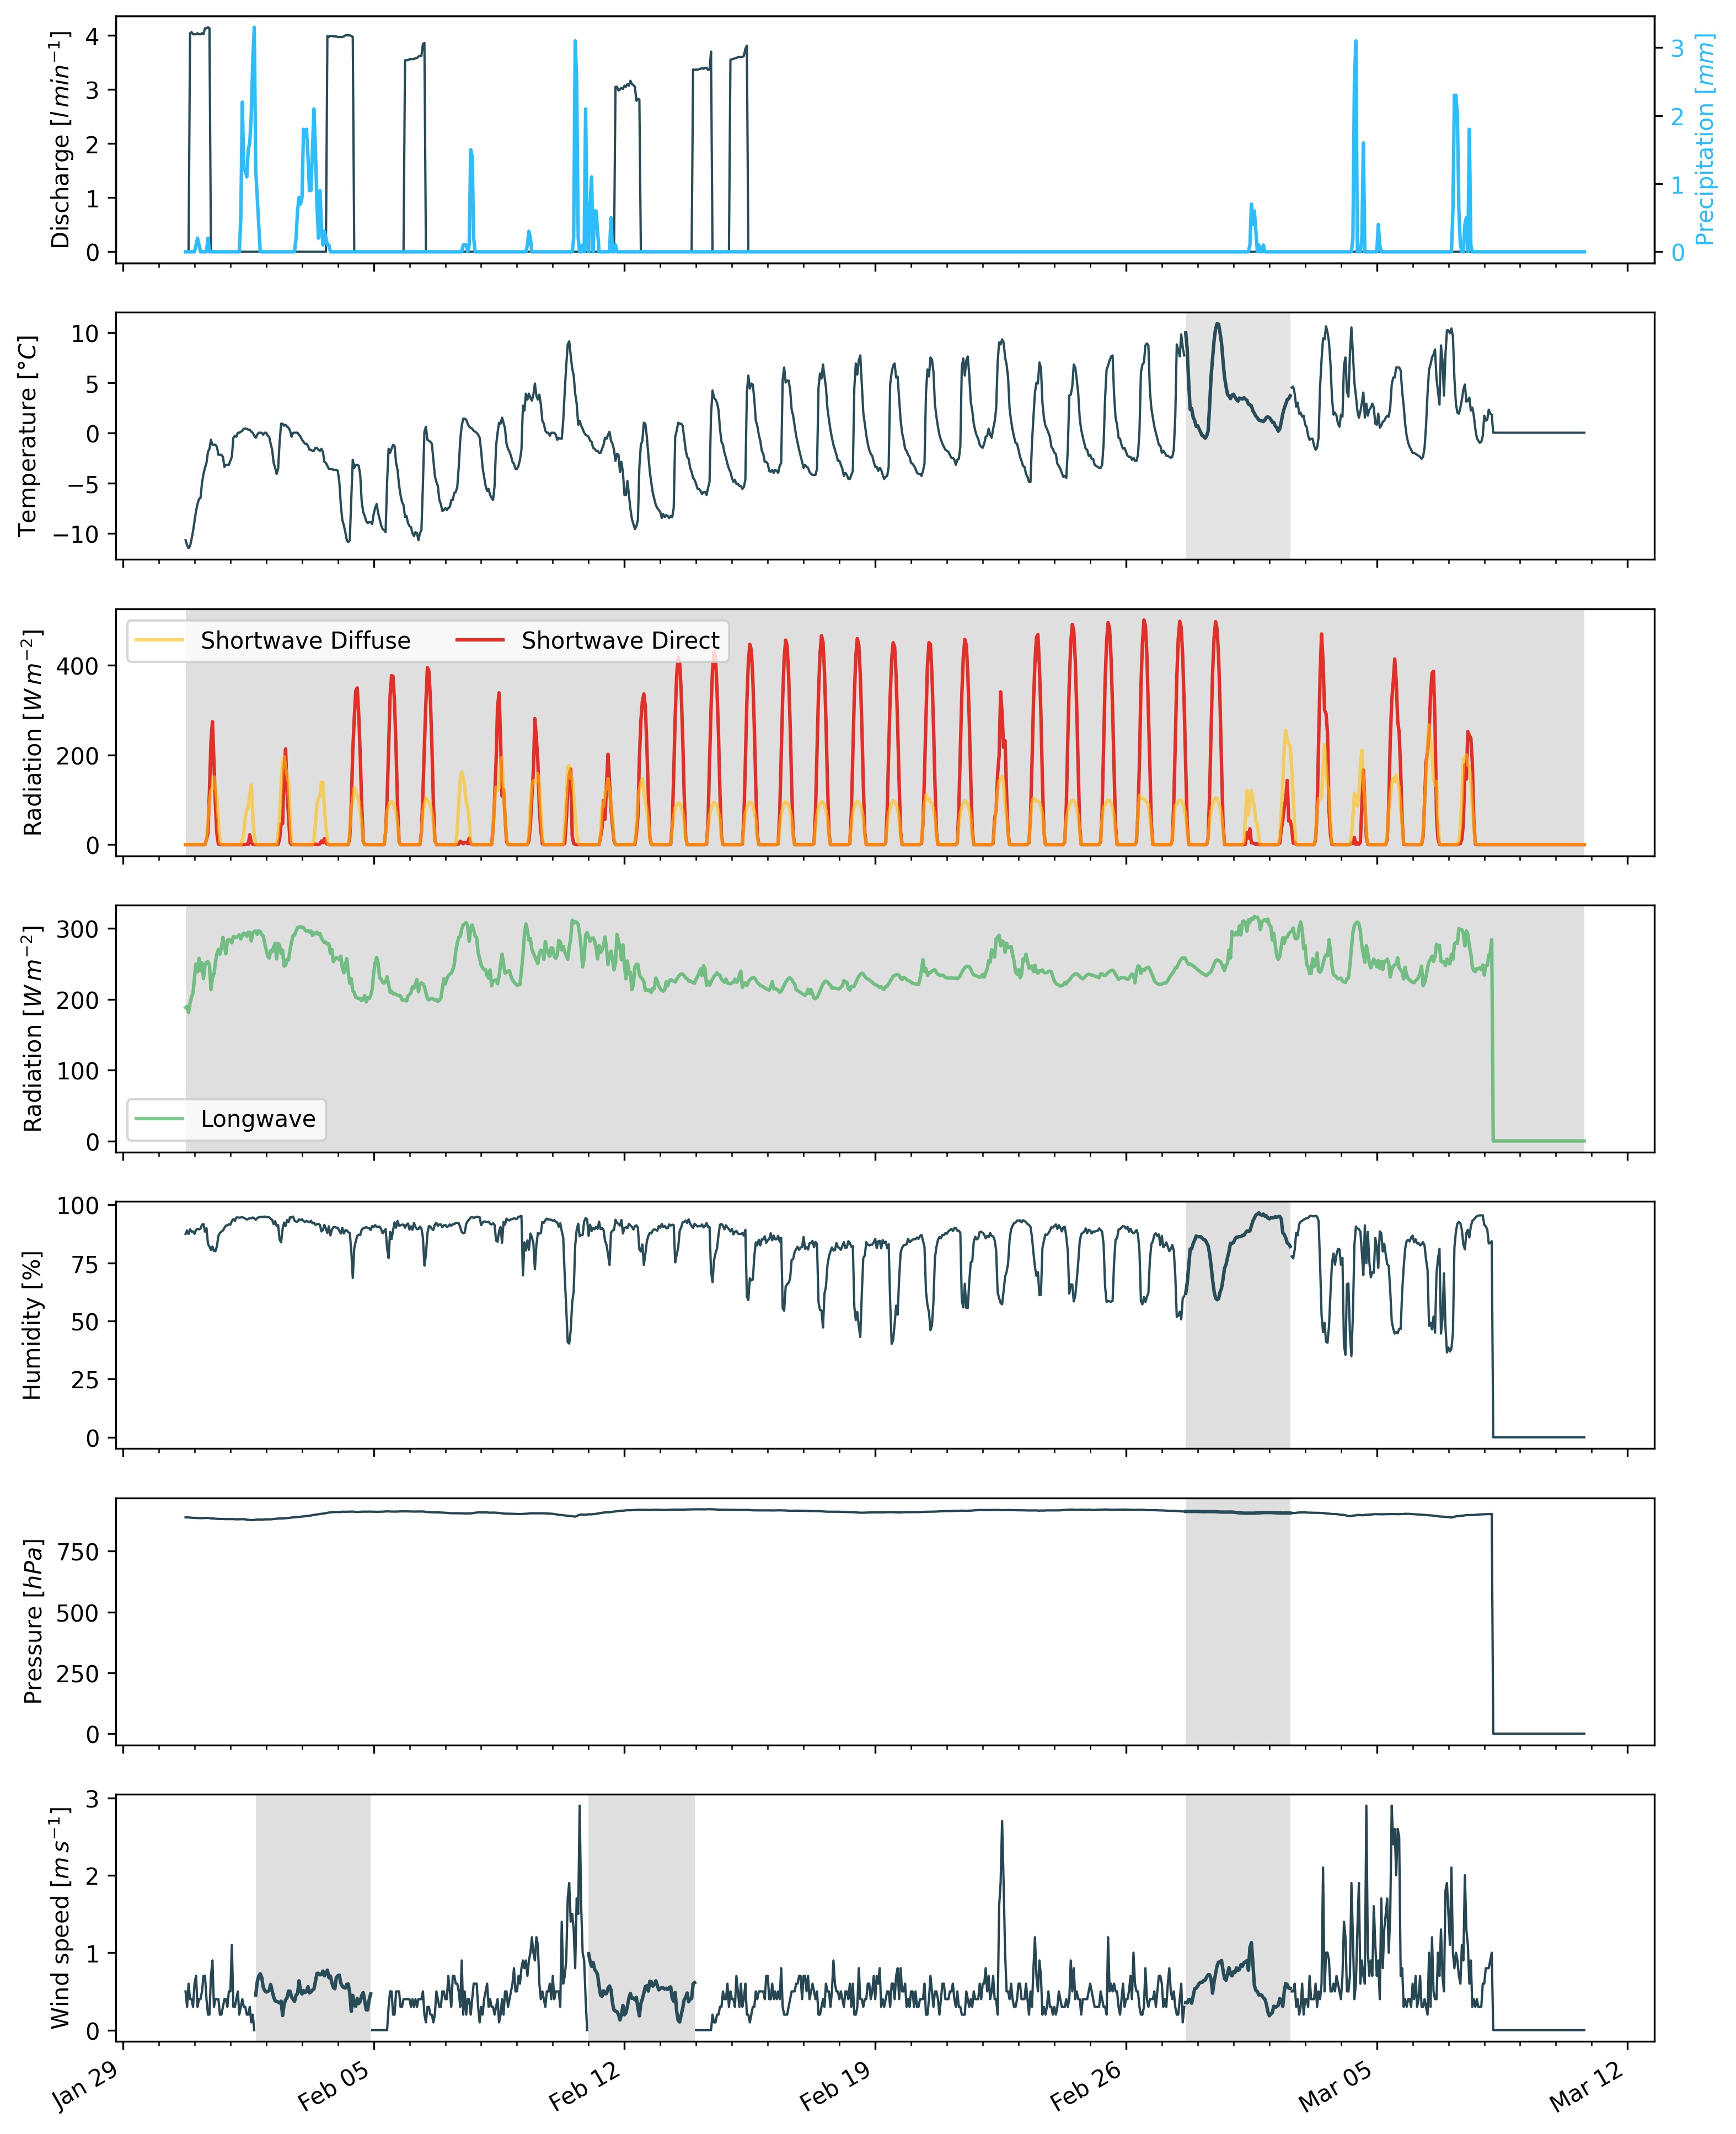 Discharge [l min⁻¹]
4
3
2
1
0
3
2
1
0
Precipitation [mm]
Temperature [°C]
10
5
0
−5
−10
Radiation [W m⁻²]
400
200
0
Shortwave Diffuse
Shortwave Direct
Radiation [W m⁻²]
300
200
100
0
Longwave
Humidity [%]
100
75
50
25
0
Pressure [hPa]
750
500
250
0
Wind speed [m s⁻¹]
3
2
1
0
Jan 29
Feb 05
Feb 12
Feb 19
Feb 26
Mar 05
Mar 12